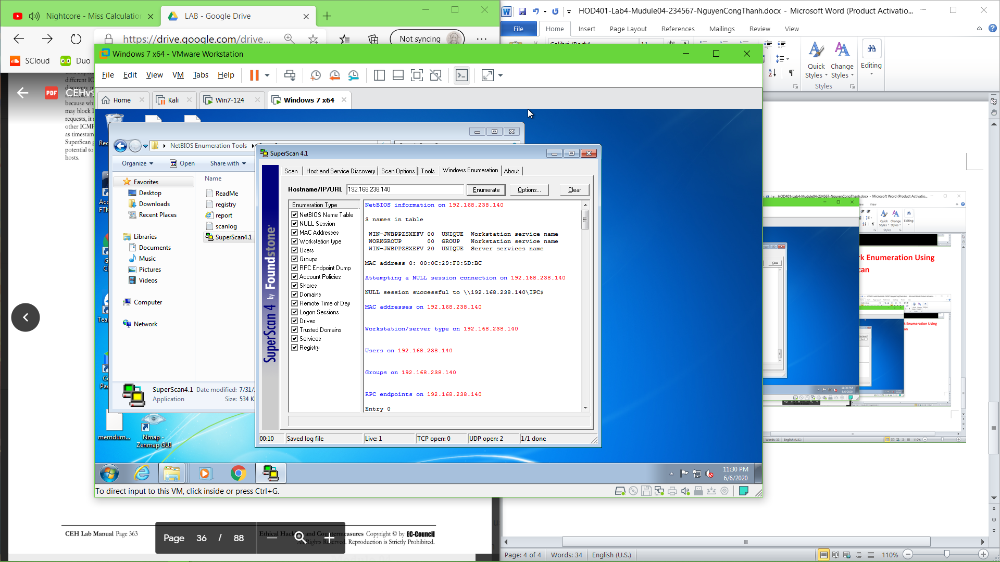 Nightcore - Miss Calculation
LAB - Google Drive
https://drive.google.com/drive...
Not syncing
SCloud
Duo
HOD401-Lab4-Mudule04-234567-NguyenCongThanh.docx - Microsoft Word (Product Activatio...
File
Home
Insert
Page Layout
References
Mailings
Review
View
Quick Styles
Change Styles
Editing
Styles
PDF
CEHv9
different IC
because whi
may block I
requests, it i
other ICMP
as timestam
SuperScan g
potential to
hosts.
Windows 7 x64 - VMware Workstation
File
Edit
View
VM
Tabs
Help
Home
Kali
Win7-124
Windows 7 x64
NetBIOS Enumeration Tools
Organize
Open
Share with
Favorites
Desktop
Downloads
Recent Places
Libraries
Documents
Music
Pictures
Videos
Computer
Network
Name
ReadMe
registry
report
scanlog
SuperScan4.1
SuperScan4.1 Date modified: 7/31/
Application Size: 534 K
memdum...
Nmap -
Zenmap GUI
SuperScan 4.1
Scan
Host and Service Discovery
Scan Options
Tools
Windows Enumeration
About
Hostname/IP/URL 192.168.238.140
Enumerate
Options...
Clear
SuperScan 4 by Foundstone
Enumeration Type
NetBIOS Name Table
NULL Session
MAC Addresses
Workstation type
Users
Groups
RPC Endpoint Dump
Account Policies
Shares
Domains
Remote Time of Day
Logon Sessions
Drives
Trusted Domains
Services
Registry
NetBIOS information on 192.168.238.140
3 names in table
WIN-JWBPPZSXEFV 00 UNIQUE Workstation service name
WORKGROUP 00 GROUP Workstation service name
WIN-JWBPPZSXEFV 20 UNIQUE Server services name
MAC address 0: 00:0C:29:F0:5D:BC
Attempting a NULL session connection on 192.168.238.140
NULL session successful to \\192.168.238.140\IPC$
MAC addresses on 192.168.238.140
Workstation/server type on 192.168.238.140
Users on 192.168.238.140
Groups on 192.168.238.140
RPC endpoints on 192.168.238.140
Entry 0
00:10
Saved log file
Live: 1
TCP open: 0
UDP open: 2
1/1 done
11:30 PM
6/6/2020
To direct input to this VM, click inside or press Ctrl+G.
rk Enumeration Using
can
CEH Lab Manual Page 363
Ethical Hacking and Countermeasures Copyright © by EC-Council
All Rights Reserved. Reproduction is Strictly Prohibited.
Page 36 / 88
Page: 4 of 4
Words: 34
English (U.S.)
110%